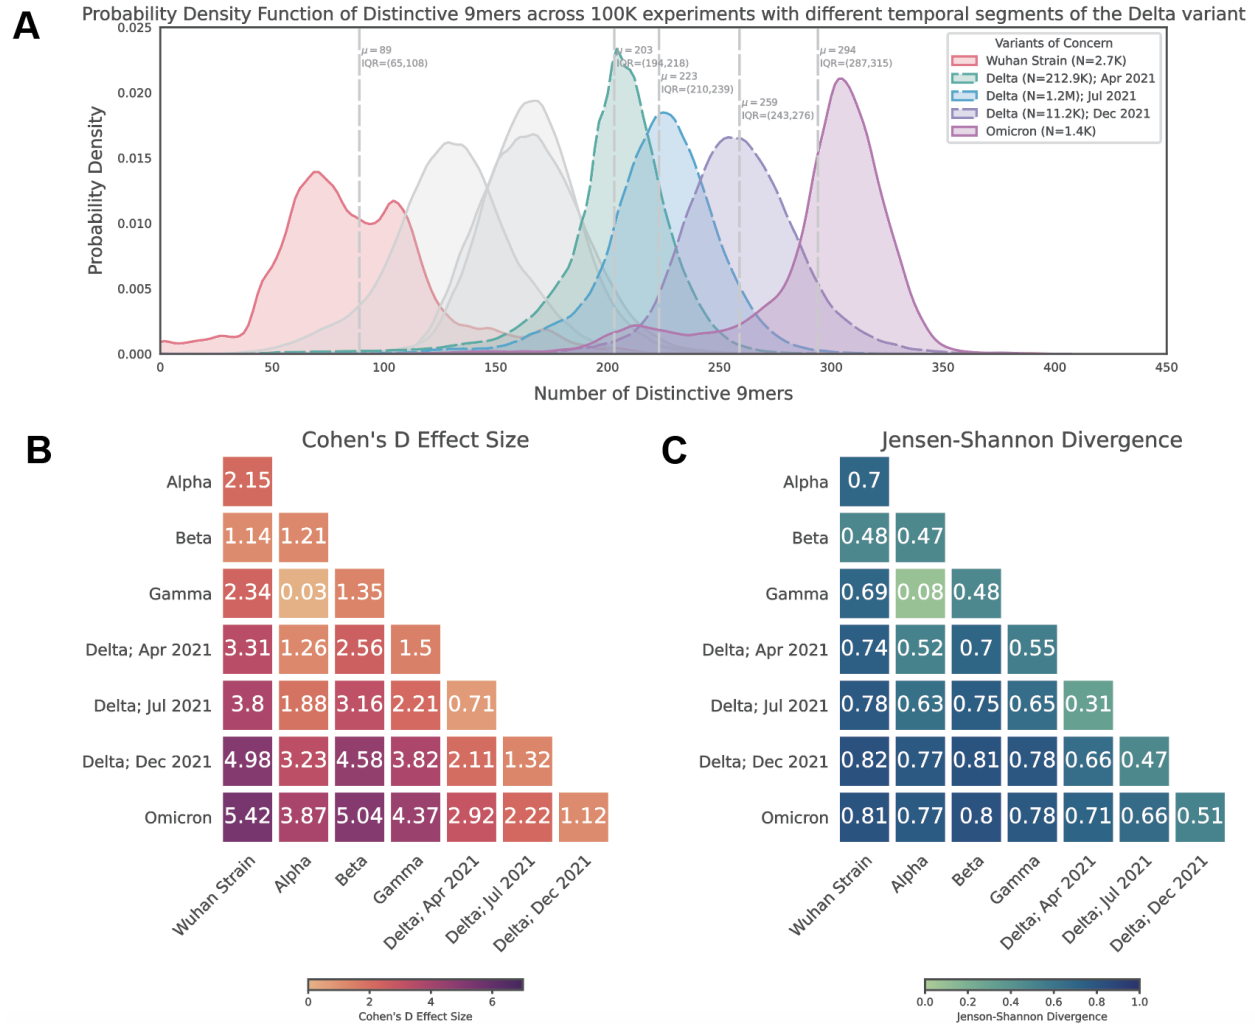 A
Probability Density Function of Distinctive 9mers across 100K experiments with different temporal segments of the Delta variant
Probability Density
0.025
0.020
0.015
0.010
0.005
0.000
μ=89
IQR=(65,108)
μ=203
IQR=(194,218)
μ=223
IQR=(210,239)
μ=259
IQR=(243,276)
μ=294
IQR=(287,315)
Variants of Concern
Wuhan Strain (N=2.7K)
Delta (N=212.9K); Apr 2021
Delta (N=1.2M); Jul 2021
Delta (N=11.2K); Dec 2021
Omicron (N=1.4K)
0 50 100 150 200 250 300 350 400 450
Number of Distinctive 9mers
B
Cohen's D Effect Size
Alpha 2.15
Beta 1.14 1.21
Gamma 2.34 0.03 1.35
Delta; Apr 2021 3.31 1.26 2.56 1.5
Delta; Jul 2021 3.8 1.88 3.16 2.21 0.71
Delta; Dec 2021 4.98 3.23 4.58 3.82 2.11 1.32
Omicron 5.42 3.87 5.04 4.37 2.92 2.22 1.12
Wuhan Strain Alpha Beta Gamma Delta; Apr 2021 Delta; Jul 2021 Delta; Dec 2021
0 2 4 6
Cohen's D Effect Size
C
Jensen-Shannon Divergence
Alpha 0.7
Beta 0.48 0.47
Gamma 0.69 0.08 0.48
Delta; Apr 2021 0.74 0.52 0.7 0.55
Delta; Jul 2021 0.78 0.63 0.75 0.65 0.31
Delta; Dec 2021 0.82 0.77 0.81 0.78 0.66 0.47
Omicron 0.81 0.77 0.8 0.78 0.71 0.66 0.51
Wuhan Strain Alpha Beta Gamma Delta; Apr 2021 Delta; Jul 2021 Delta; Dec 2021
0.0 0.2 0.4 0.6 0.8 1.0
Jenson-Shannon Divergence